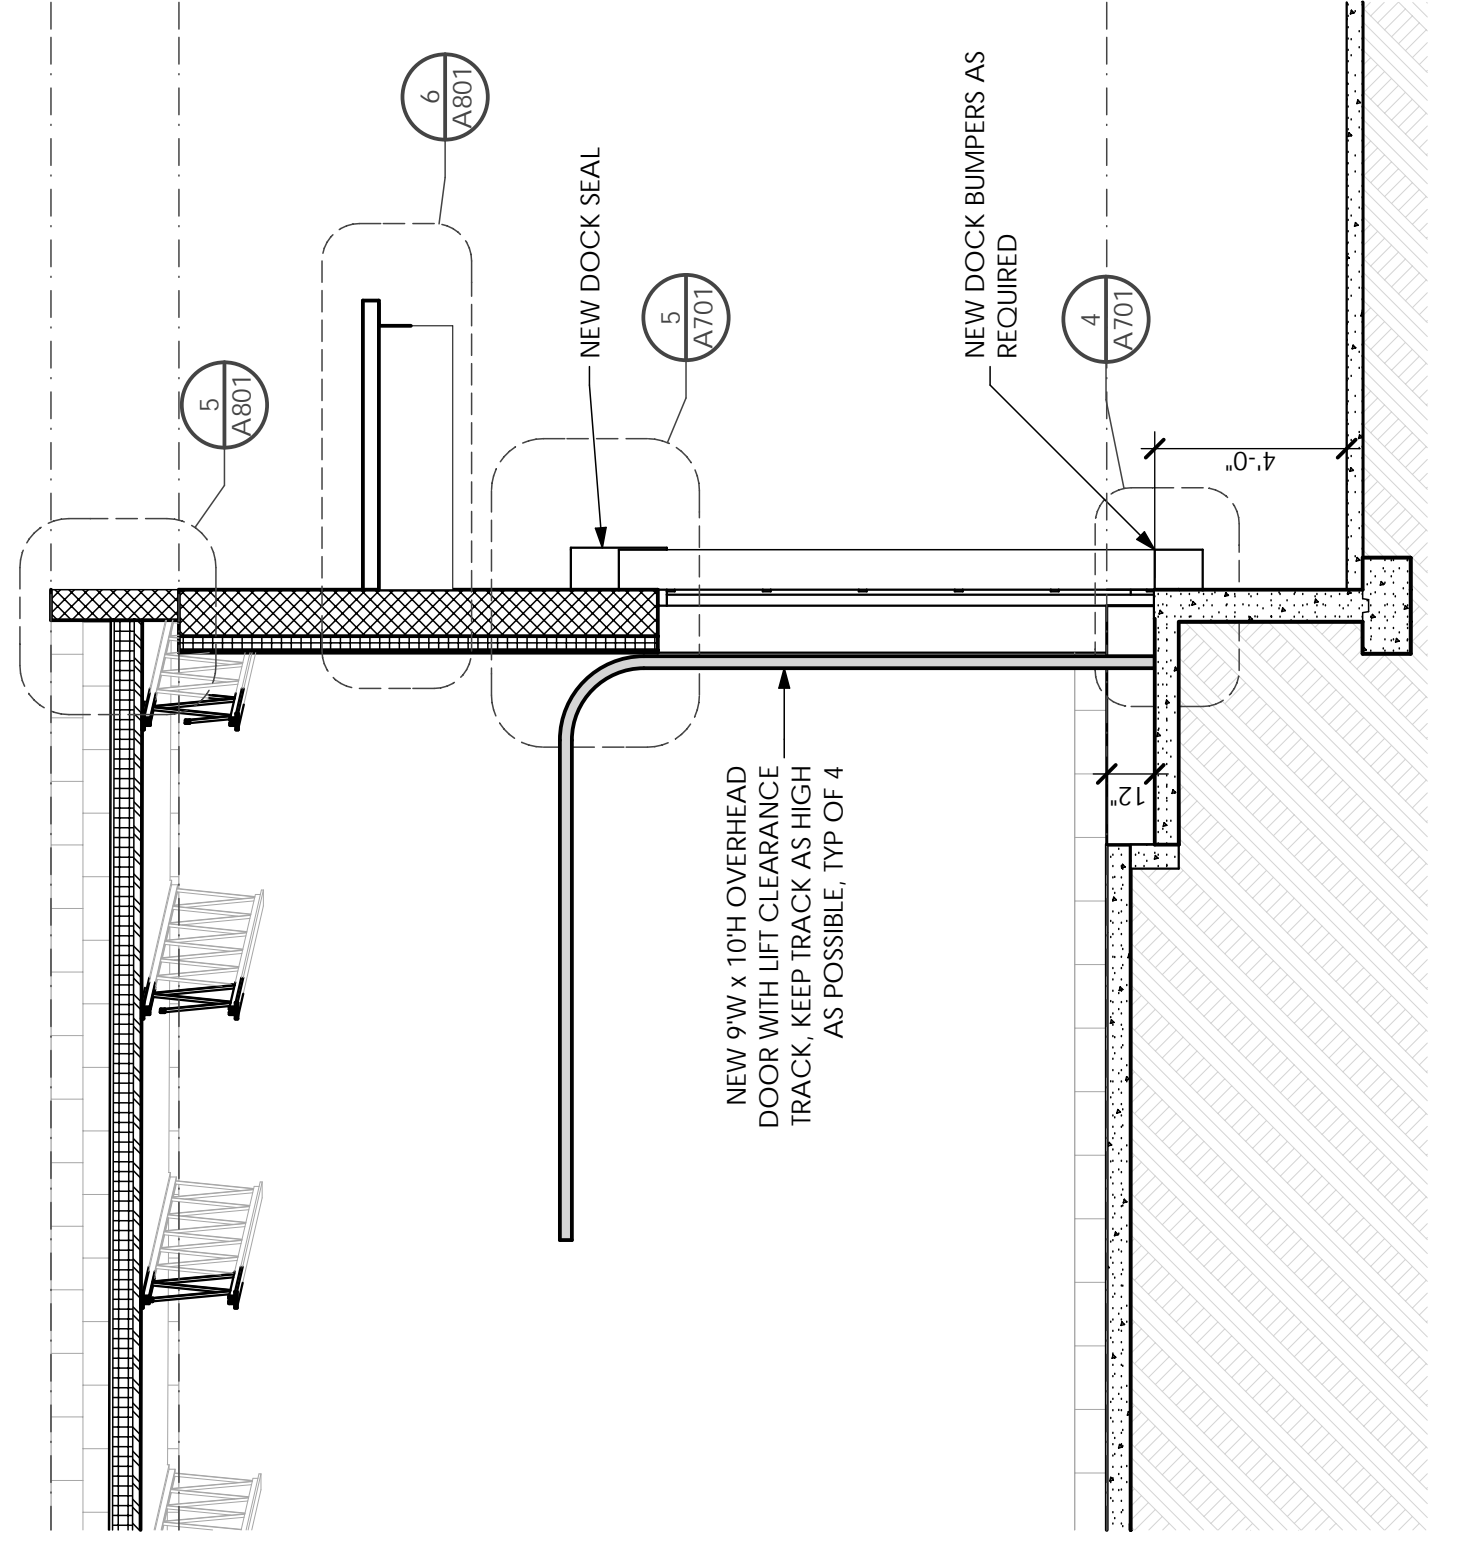 5
A801
6
A801
NEW DOCK SEAL
5
A701
NEW DOCK BUMPERS AS
REQUIRED
4
A701
4'-0"
12"
NEW 9'W x 10'H OVERHEAD
DOOR WITH LIFT CLEARANCE
TRACK, KEEP TRACK AS HIGH
AS POSSIBLE, TYP OF 4